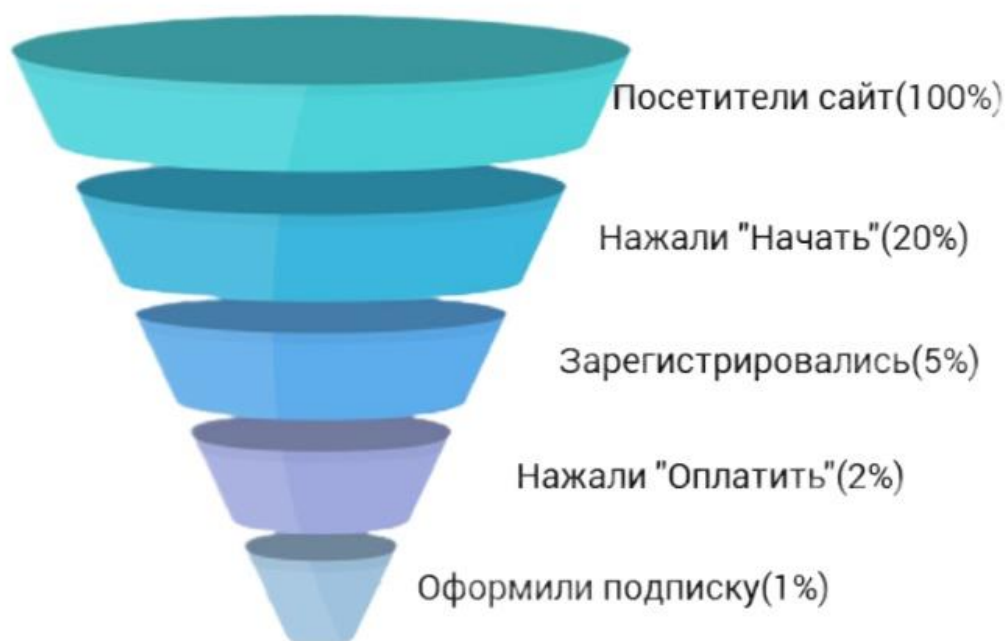 Посетители сайт(100%)
Нажали "Начать"(20%)
Зарегистрировались(5%)
Нажали "Оплатить"(2%)
Оформили подписку(1%)